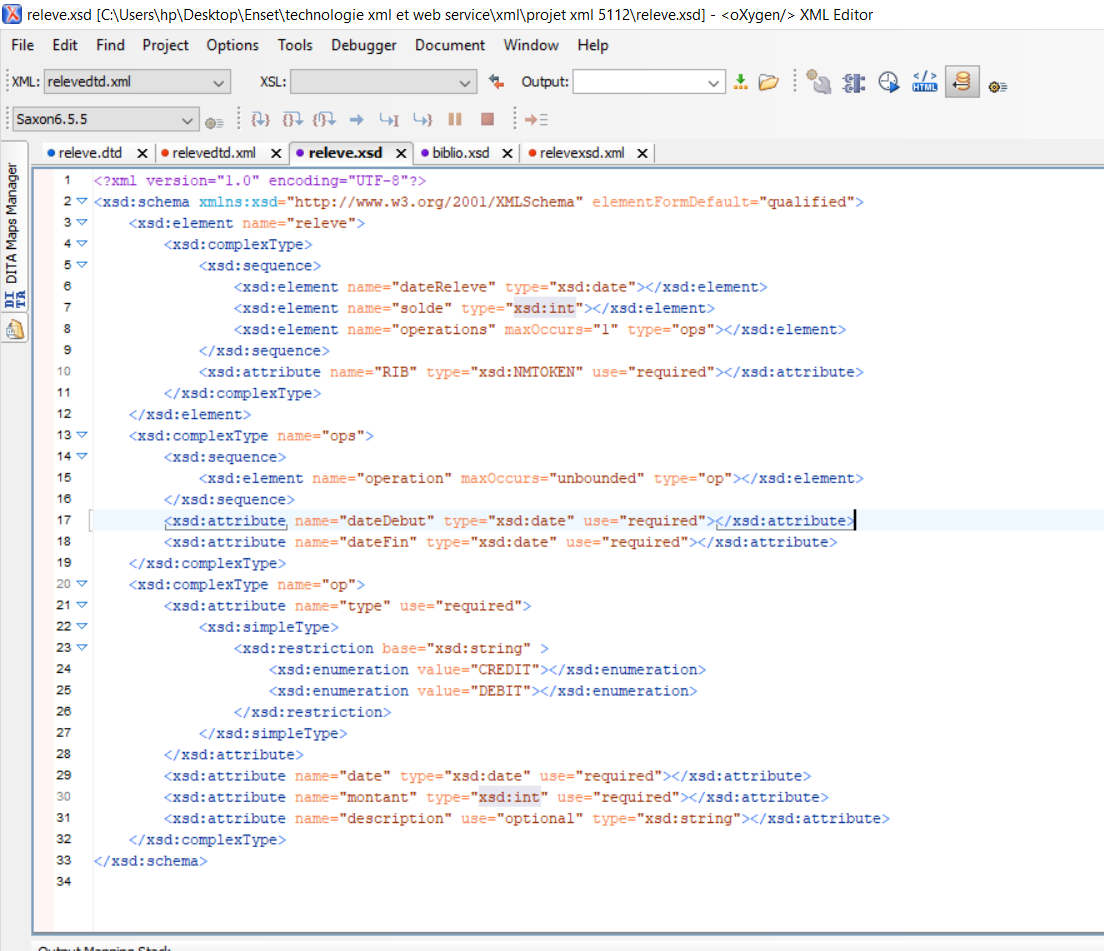 releve.xsd [C:\Users\hp\Desktop\Enset\technologie xml et web service\xml\projet xml 5112\releve.xsd] - <oXygen/> XML Editor
File Edit Find Project Options Tools Debugger Document Window Help
XML: relevedtd.xml XSL: Output:
Saxon6.5.5
releve.dtd relevedtd.xml releve.xsd biblio.xsd relevexsd.xml
DITA Maps Manager
1 <?xml version="1.0" encoding="UTF-8"?>
2 <xsd:schema xmlns:xsd="http://www.w3.org/2001/XMLSchema" elementFormDefault="qualified">
3 <xsd:element name="releve">
4 <xsd:complexType>
5 <xsd:sequence>
6 <xsd:element name="dateReleve" type="xsd:date"></xsd:element>
7 <xsd:element name="solde" type="xsd:int"></xsd:element>
8 <xsd:element name="operations" maxOccurs="1" type="ops"></xsd:element>
9 </xsd:sequence>
10 <xsd:attribute name="RIB" type="xsd:NMTOKEN" use="required"></xsd:attribute>
11 </xsd:complexType>
12 </xsd:element>
13 <xsd:complexType name="ops">
14 <xsd:sequence>
15 <xsd:element name="operation" maxOccurs="unbounded" type="op"></xsd:element>
16 </xsd:sequence>
17 <xsd:attribute name="dateDebut" type="xsd:date" use="required"></xsd:attribute>
18 <xsd:attribute name="dateFin" type="xsd:date" use="required"></xsd:attribute>
19 </xsd:complexType>
20 <xsd:complexType name="op">
21 <xsd:attribute name="type" use="required">
22 <xsd:simpleType>
23 <xsd:restriction base="xsd:string" >
24 <xsd:enumeration value="CREDIT"></xsd:enumeration>
25 <xsd:enumeration value="DEBIT"></xsd:enumeration>
26 </xsd:restriction>
27 </xsd:simpleType>
28 </xsd:attribute>
29 <xsd:attribute name="date" type="xsd:date" use="required"></xsd:attribute>
30 <xsd:attribute name="montant" type="xsd:int" use="required"></xsd:attribute>
31 <xsd:attribute name="description" use="optional" type="xsd:string"></xsd:attribute>
32 </xsd:complexType>
33 </xsd:schema>
34
Output Mapping Stack